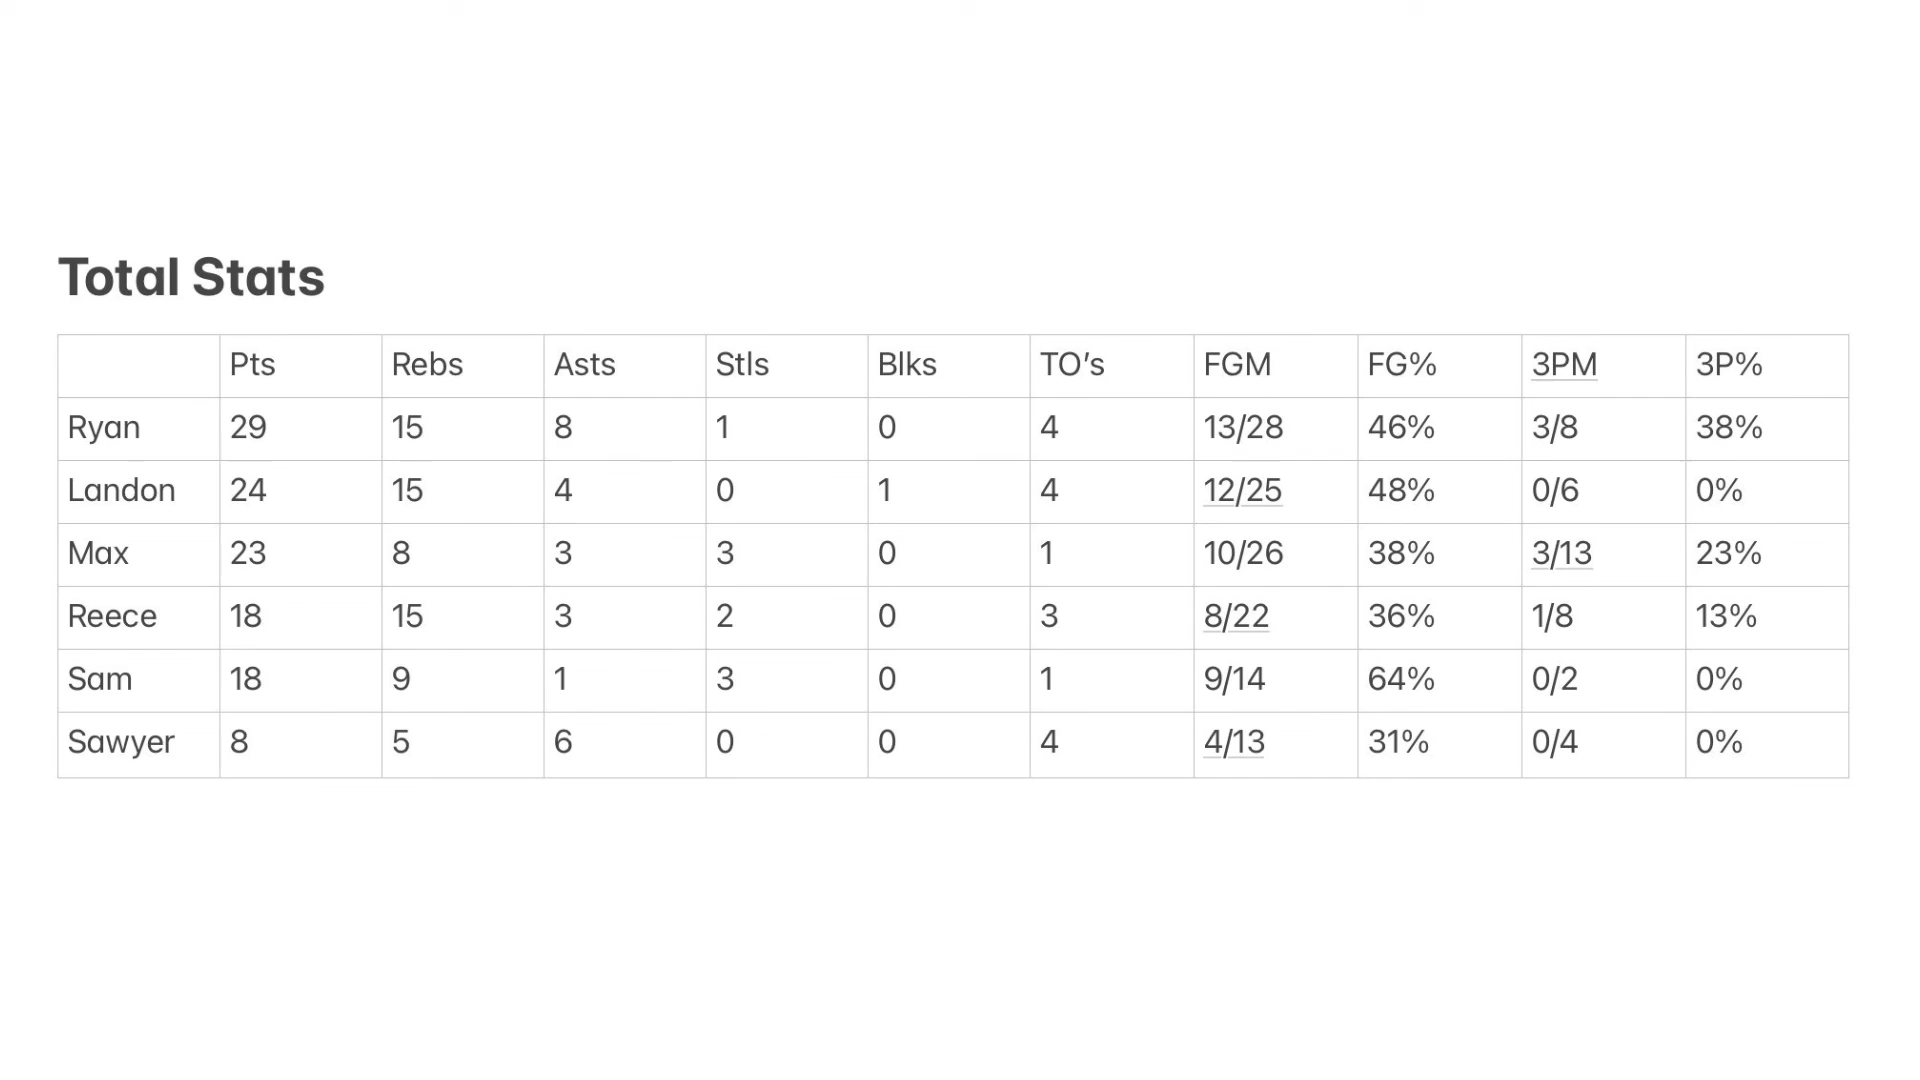 Total Stats
Pts Rebs Asts Stls Blks TO's FGM FG% 3PM 3P%
Ryan 29 15 8 1 0 4 13/28 46% 3/8 38%
Landon 24 15 4 0 1 4 12/25 48% 0/6 0%
Max 23 8 3 3 0 1 10/26 38% 3/13 23%
Reece 18 15 3 2 0 3 8/22 36% 1/8 13%
Sam 18 9 1 3 0 1 9/14 64% 0/2 0%
Sawyer 8 5 6 0 0 4 4/13 31% 0/4 0%